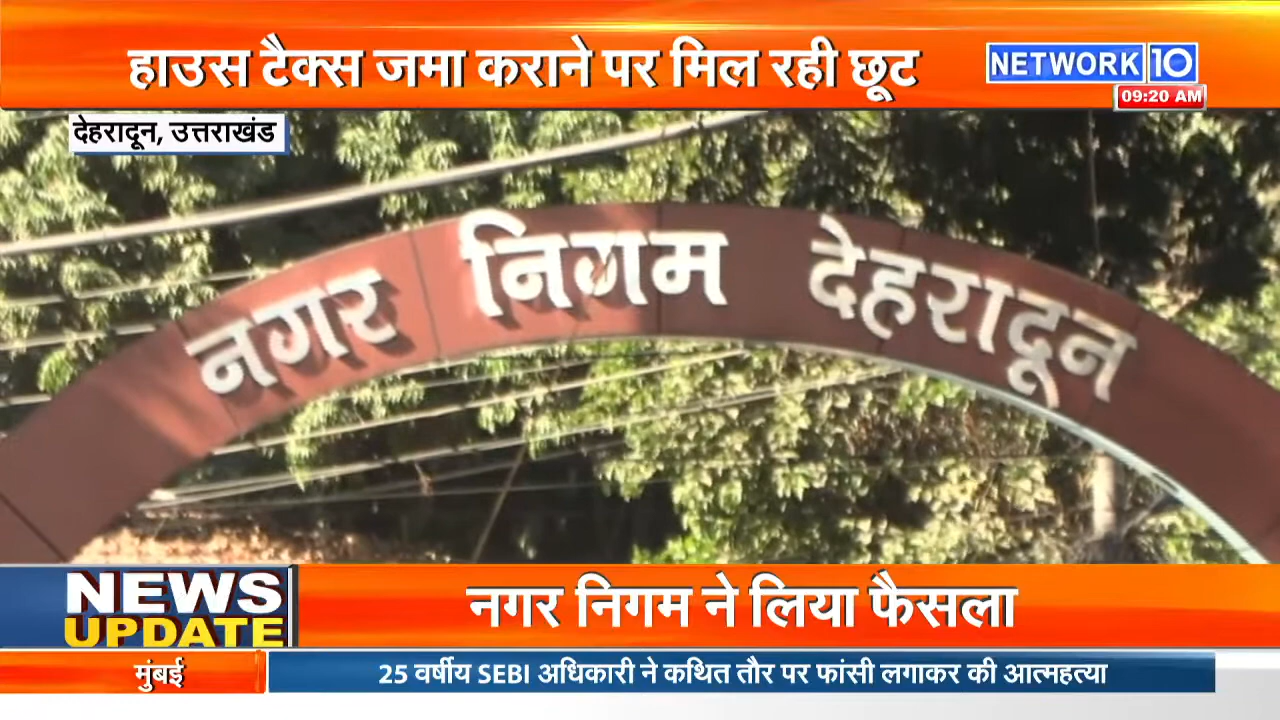 हाउस टैक्स जमा कराने पर मिल रही छूट
NETWORK 10
09:20 AM
देहरादून, उत्तराखंड
नगर निगम देहरादून
NEWS
UPDATE
नगर निगम ने लिया फैसला
मुंबई
25 वर्षीय SEBI अधिकारी ने कथित तौर पर फांसी लगाकर की आत्महत्या